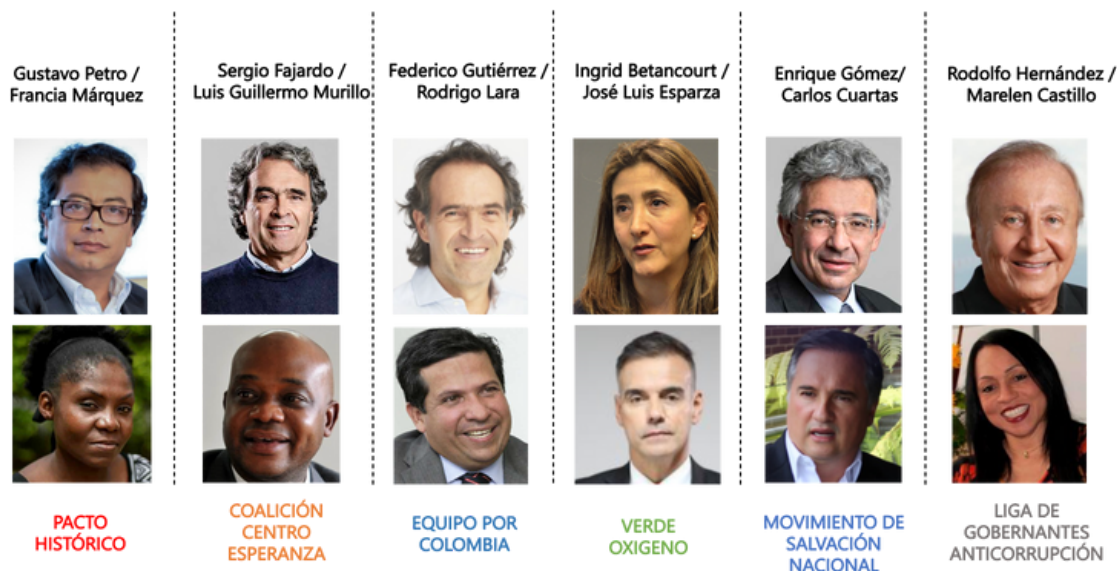 Gustavo Petro /
Francia Márquez
Sergio Fajardo /
Luis Guillermo Murillo
Federico Gutiérrez /
Rodrigo Lara
Ingrid Betancourt /
José Luis Esparza
Enrique Gómez/
Carlos Cuartas
Rodolfo Hernández /
Marelen Castillo
PACTO
HISTÓRICO
COALICIÓN
CENTRO
ESPERANZA
EQUIPO POR
COLOMBIA
VERDE
OXIGENO
MOVIMIENTO DE
SALVACIÓN
NACIONAL
LIGA DE
GOBERNANTES
ANTICORRUPCIÓN